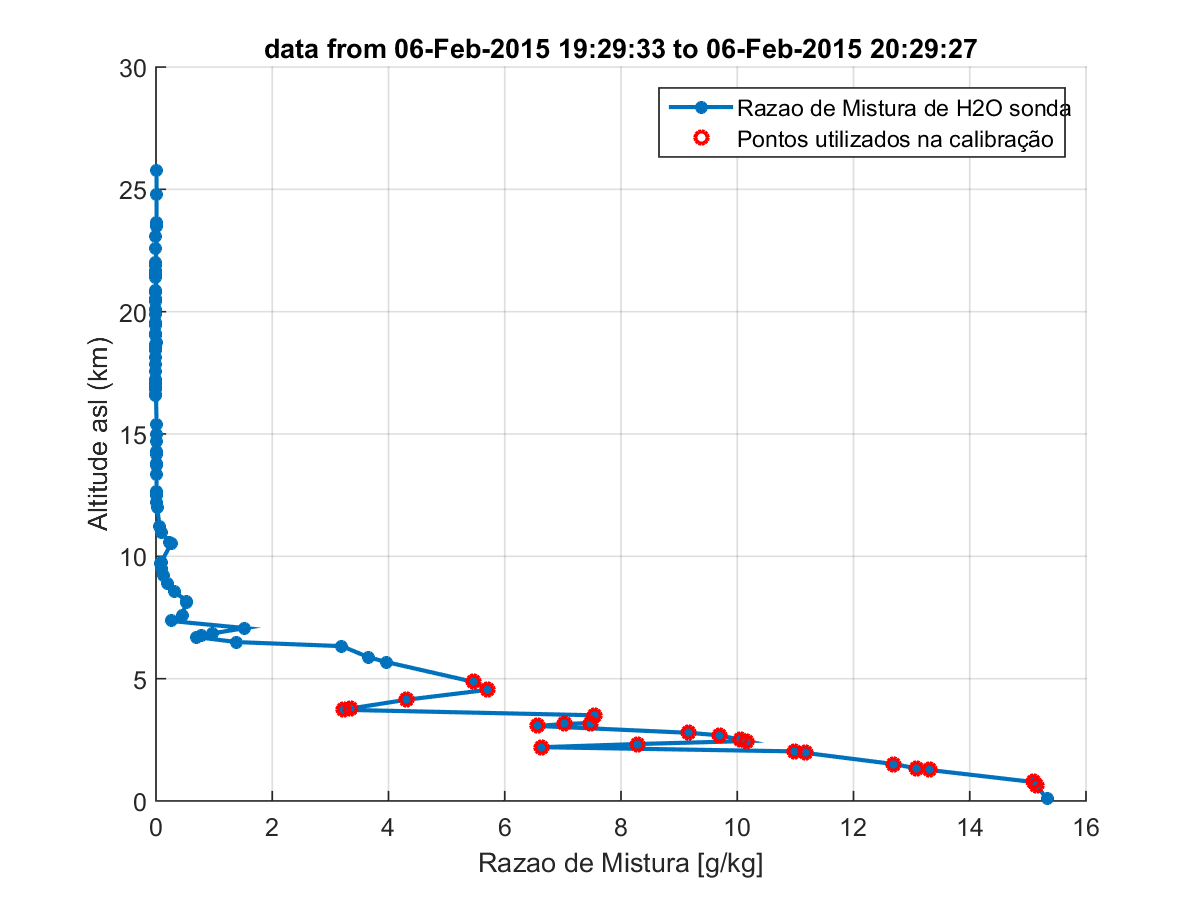 data from 06-Feb-2015 19:29:33 to 06-Feb-2015 20:29:27
Razao de Mistura de H2O sonda
Pontos utilizados na calibração
30
25
20
15
10
5
0
Altitude asl (km)
0 2 4 6 8 10 12 14 16
Razao de Mistura [g/kg]